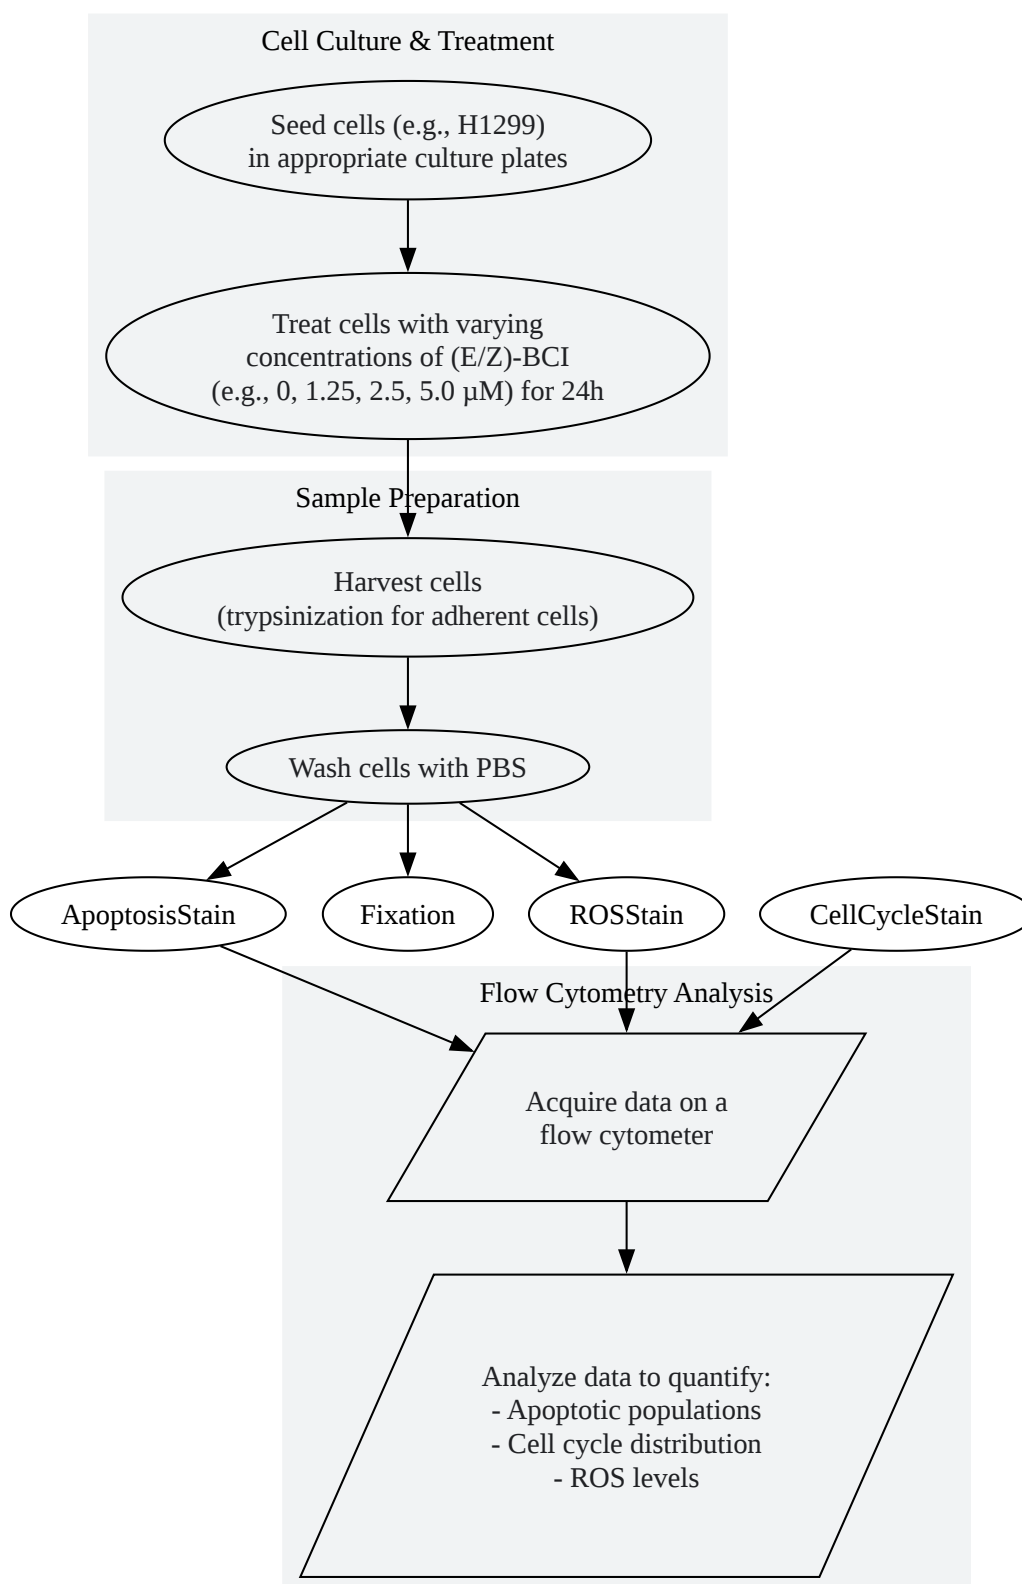 Cell Culture & Treatment
Seed cells (e.g., H1299)
in appropriate culture plates
Treat cells with varying
concentrations of (E/Z)-BCI
(e.g., 0, 1.25, 2.5, 5.0 µM) for 24h
Sample Preparation
Harvest cells
(trypsinization for adherent cells)
Wash cells with PBS
ApoptosisStain
Fixation
ROSStain
CellCycleStain
Flow Cytometry Analysis
Acquire data on a
flow cytometer
Analyze data to quantify:
- Apoptotic populations
- Cell cycle distribution
- ROS levels